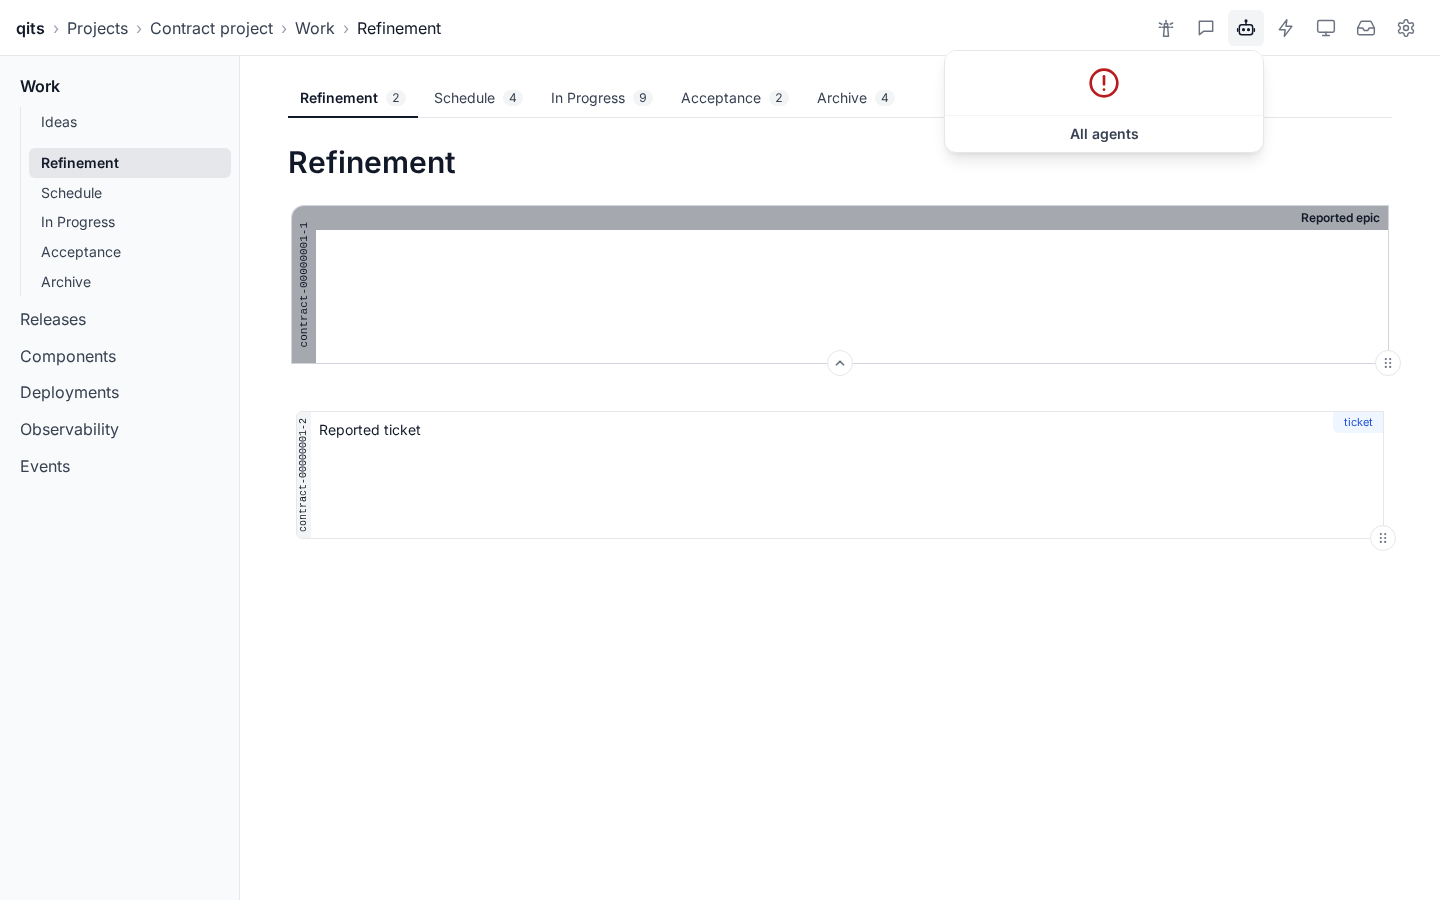 qits › Projects › Contract project › Work › Refinement
All agents
Work
Ideas
Refinement
Schedule
In Progress
Acceptance
Archive
Releases
Components
Deployments
Observability
Events
Refinement 2 Schedule 4 In Progress 9 Acceptance 2 Archive 4
Refinement
Reported epic
contract-00000001-1
contract-00000001-2
Reported ticket
ticket